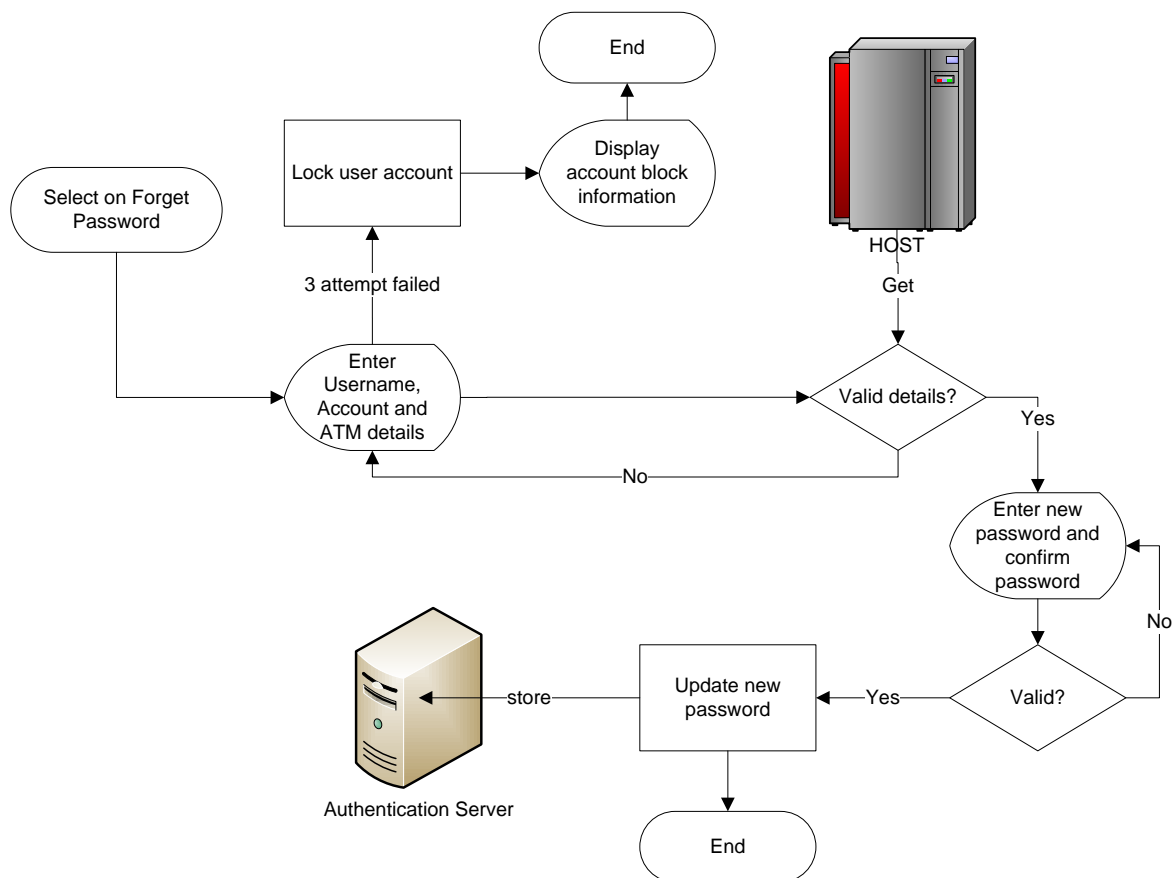 End
Lock user account
Display
account block
information
Select on Forget
Password
HOST
3 attempt failed
Get
Enter
Username,
Account and
ATM details
Valid details?
Yes
No
Enter new
password and
confirm
password
No
Valid?
Yes
Update new
password
store
Authentication Server
End